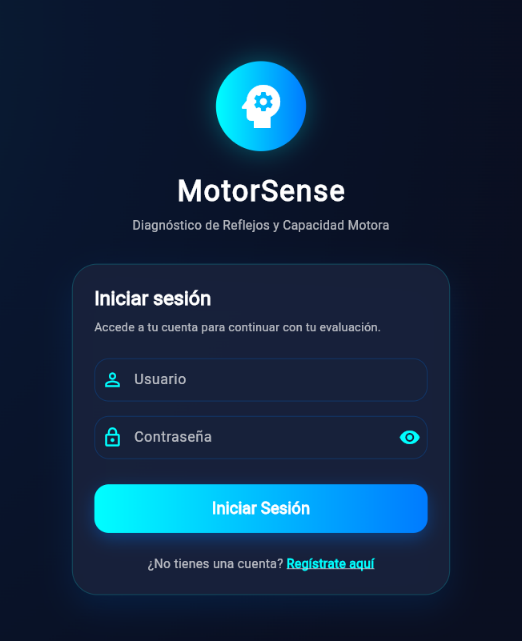 MotorSense
Diagnóstico de Reflejos y Capacidad Motora
Iniciar sesión
Accede a tu cuenta para continuar con tu evaluación.
Usuario
Contraseña
Iniciar Sesión
¿No tienes una cuenta? Regístrate aquí